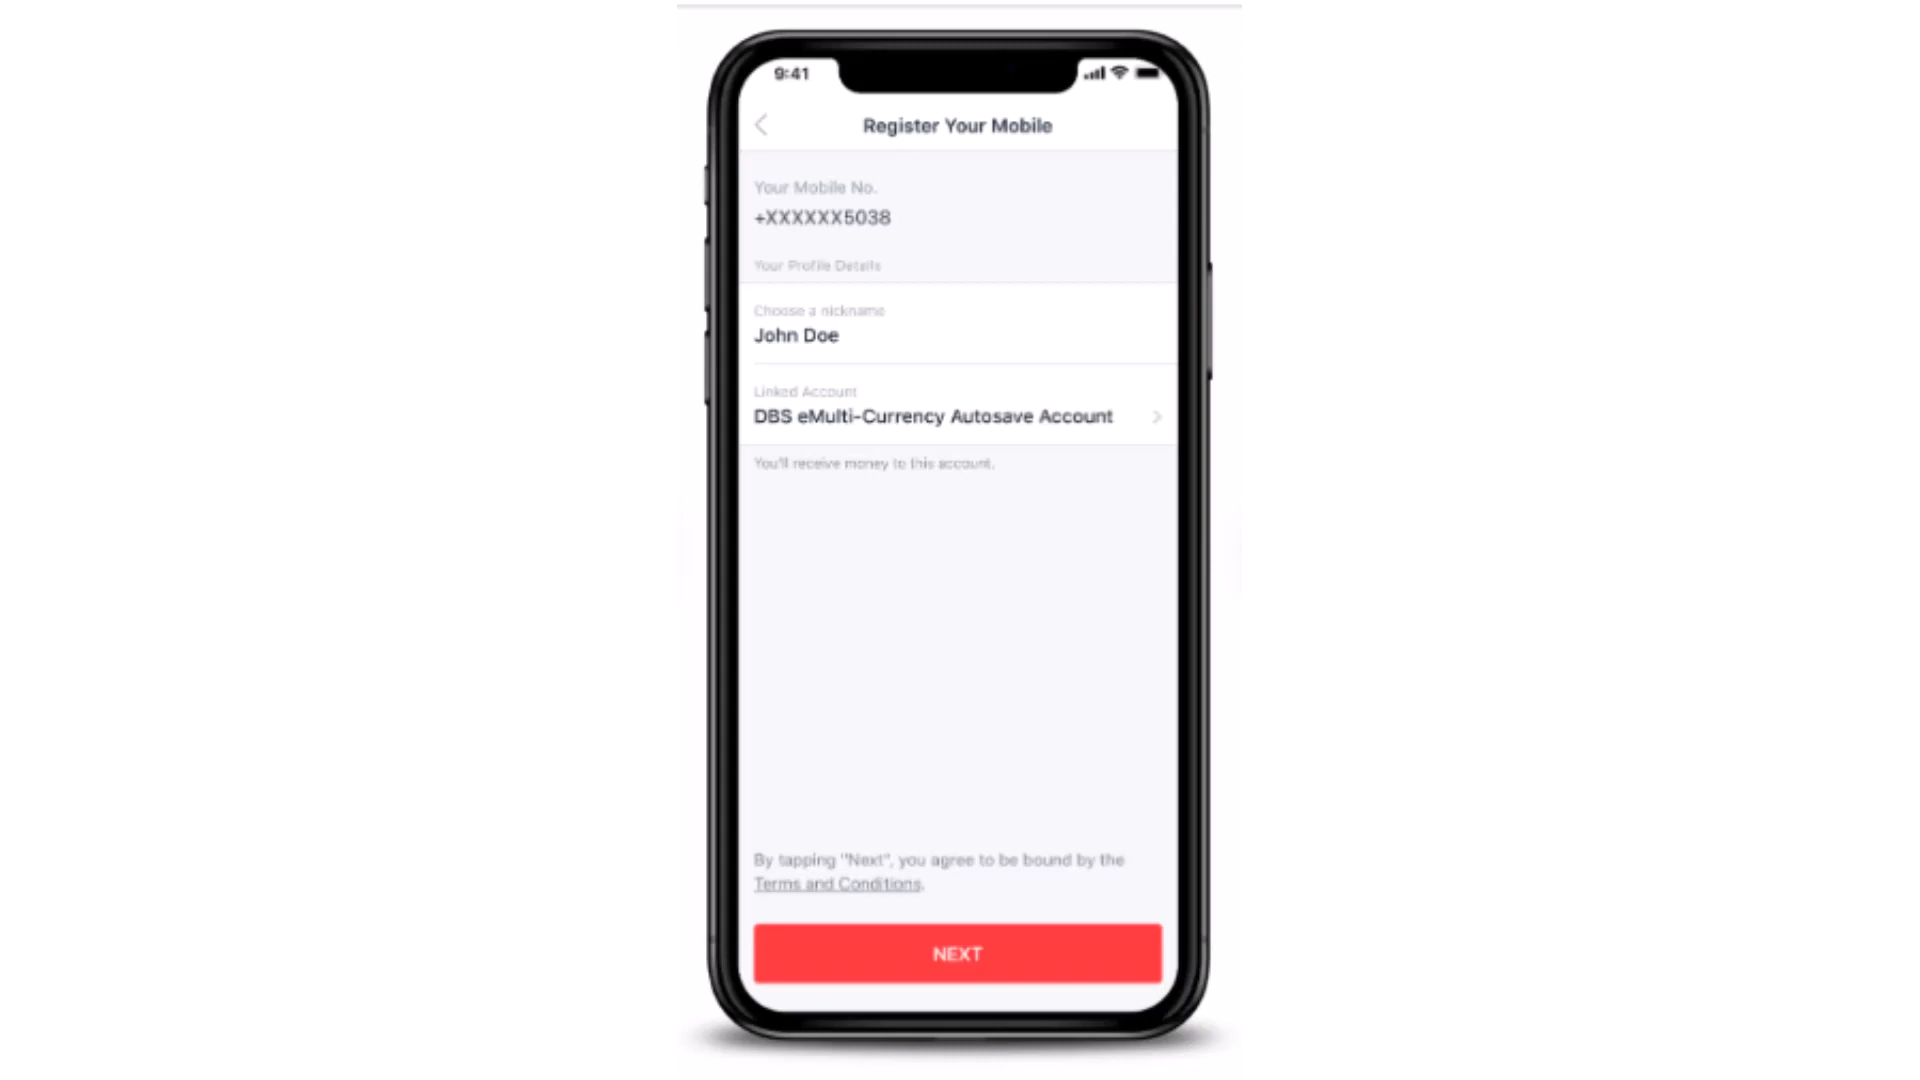 9:41
Register Your Mobile
Your Mobile No.
+XXXXXX5038
Your Profile Details
Choose a nickname
John Doe
Linked Account
DBS eMulti-Currency Autosave Account
You'll receive money to this account.
By tapping "Next", you agree to be bound by the
Terms and Conditions.
NEXT